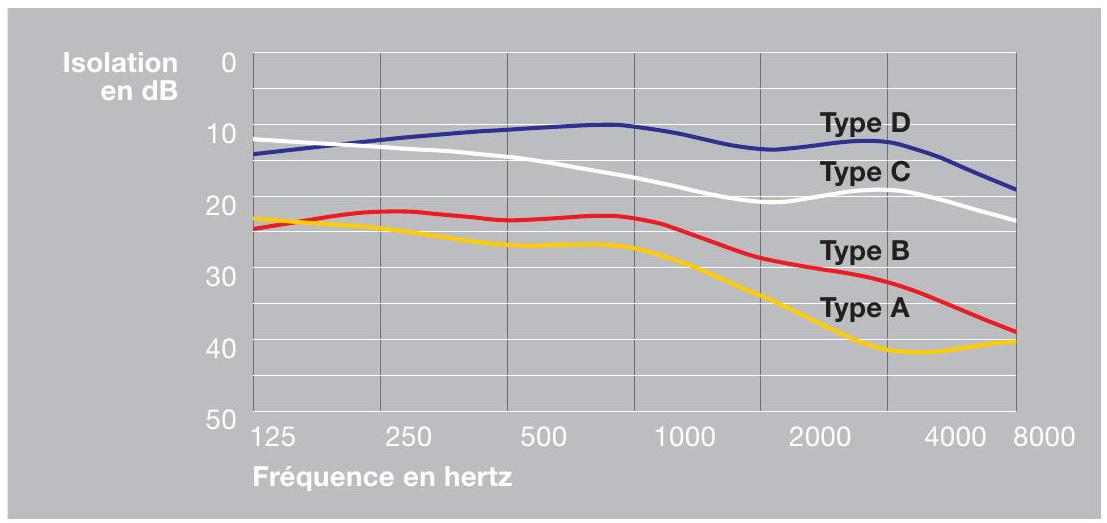 Isolation
en dB
0
10
20
30
40
50
Type D
Type C
Type B
Type A
125 250 500 1000 2000 4000 8000
Fréquence en hertz